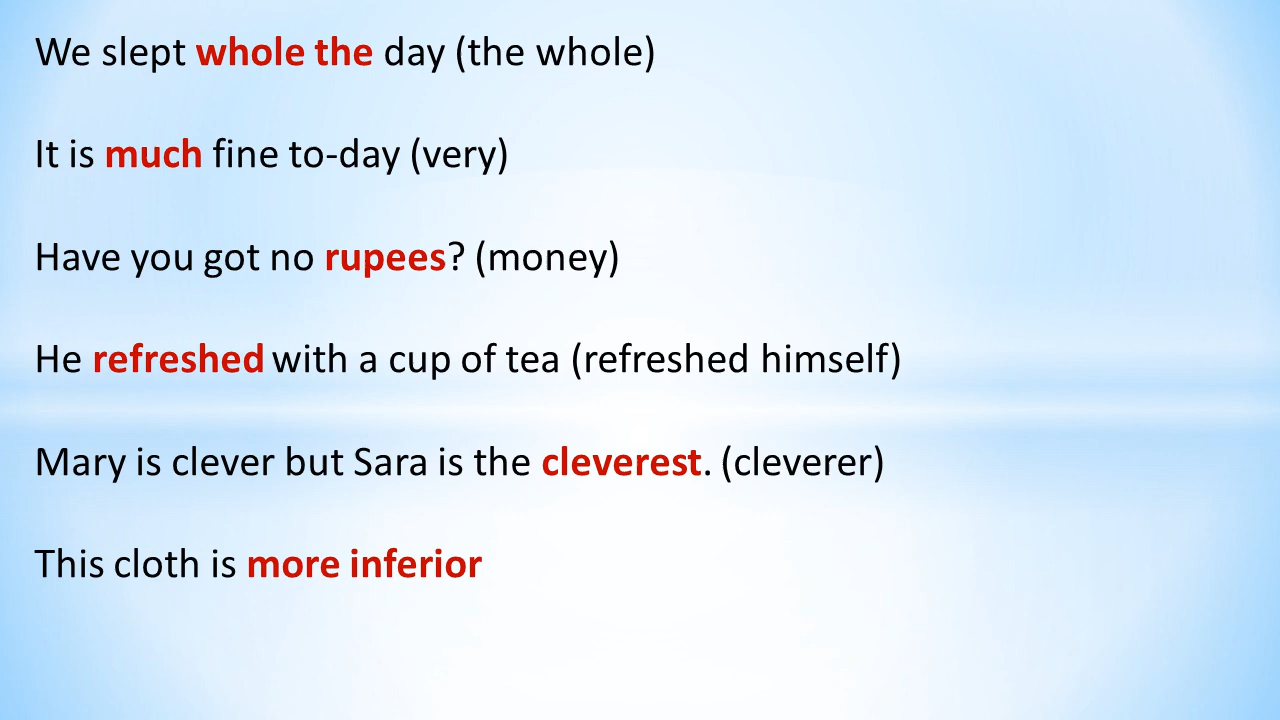 We slept whole the day (the whole)
It is much fine to-day (very)
Have you got no rupees? (money)
He refreshed with a cup of tea (refreshed himself)
Mary is clever but Sara is the cleverest. (cleverer)
This cloth is more inferior